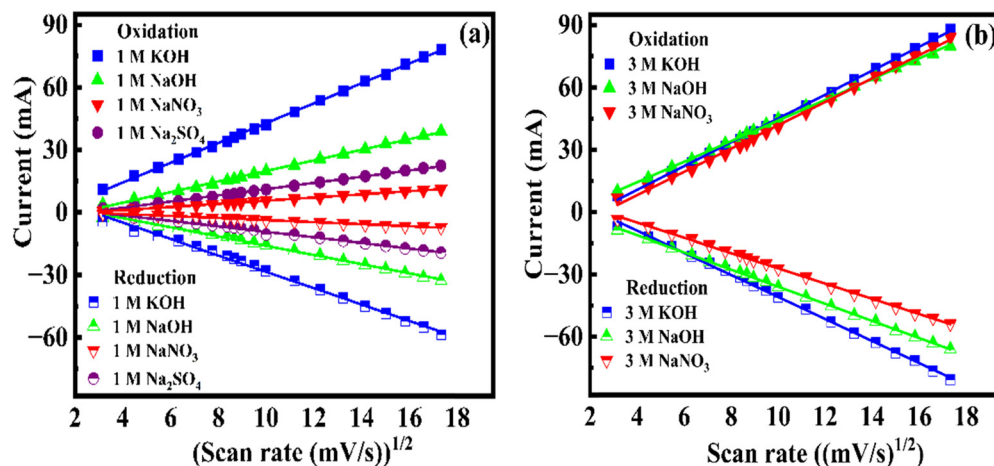 (a)
Oxidation
1 M KOH
1 M NaOH
1 M NaNO₃
1 M Na₂SO₄
Reduction
1 M KOH
1 M NaOH
1 M NaNO₃
1 M Na₂SO₄
Current (mA)
90
60
30
0
−30
−60
2 4 6 8 10 12 14 16 18
(Scan rate (mV/s))¹/²
(b)
Oxidation
3 M KOH
3 M NaOH
3 M NaNO₃
Reduction
3 M KOH
3 M NaOH
3 M NaNO₃
Current (mA)
90
60
30
0
−30
−60
2 4 6 8 10 12 14 16 18
Scan rate ((mV/s)¹/²)